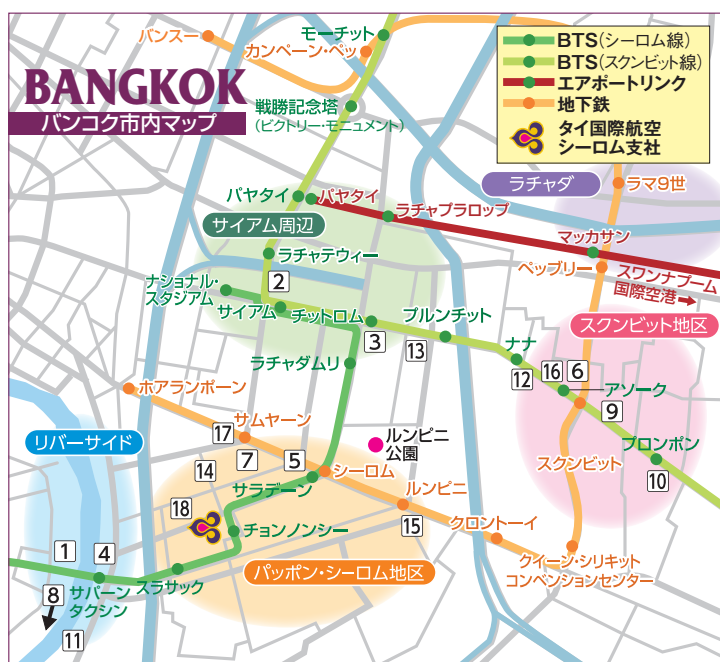 BANGKOK
バンコク市内マップ
BTS(シーロム線)
BTS(スクンビット線)
エアポートリンク
地下鉄
タイ国際航空
シーロム支社
モーチット
バンスー
カンペーン・ペッ
戦勝記念塔
(ビクトリー・モニュメント)
ラチャダ
ラマ9世
パヤタイ
パヤタイ
ラチャプラロップ
サイアム周辺
マッカサン
ラチャテウィー
ペッブリー
スワンナプーム
国際空港
ナショナル・
スタジアム
2
サイアム
チットロム
プルンチット
スクンビット地区
3
13
ナナ
ラチャダムリ
12
16
6
アソーク
ホアランポーン
9
リバーサイド
17
サムヤーン
ルンピニ
公園
プロンポン
7
5
シーロム
スクンビット
10
14
サラデーン
ルンピニ
18
チョンノンシー
15
クロントーイ
1
4
スラサック
パッポン・シーロム地区
クイーン・シリキット
コンベンションセンター
8
サパーン
タクシン
11